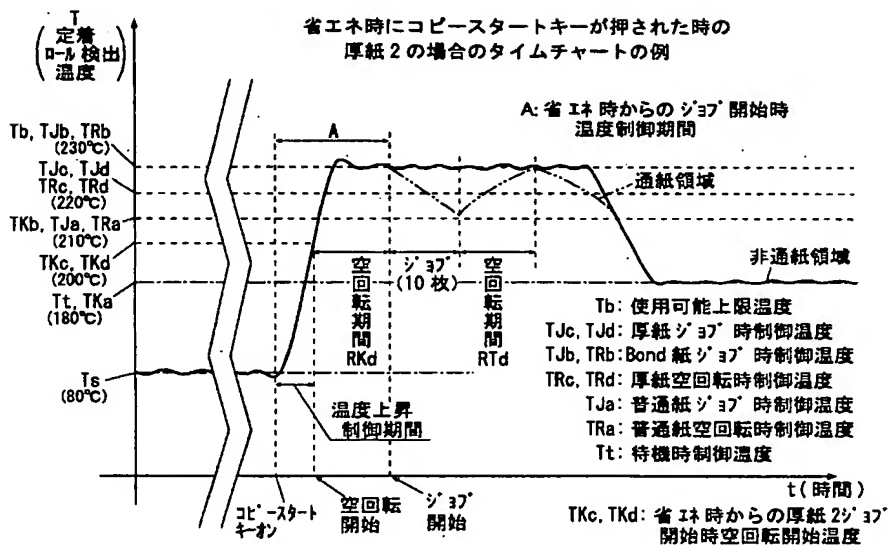 省エネ時にコピースタートキーが押された時の
厚紙2の場合のタイムチャートの例
T
定着
ロール検出
温度
A
A: 省エネ時からのジョブ開始時
温度制御期間
Tb, TJb, TRb
(230℃)
TJc, TJd
TRc, TRd
(220℃)
TKb, TJa, TRa
(210℃)
TKc, TKd
(200℃)
Tt, TKa
(180℃)
Ts
(80℃)
通紙領域
非通紙領域
空回転期間
RKd
ジョブ
(10枚)
空回転期間
RTd
温度上昇
制御期間
Tb: 使用可能上限温度
TJc, TJd: 厚紙ジョブ時制御温度
TJb, TRb: Bond紙ジョブ時制御温度
TRc, TRd: 厚紙空回転時制御温度
TJa: 普通紙ジョブ時制御温度
TRa: 普通紙空回転時制御温度
Tt: 待機時制御温度
t(時間)
コピースタート
キーオン
空回転
開始
ジョブ
開始
TKc, TKd: 省エネ時からの厚紙2ジョブ
開始時空回転開始温度